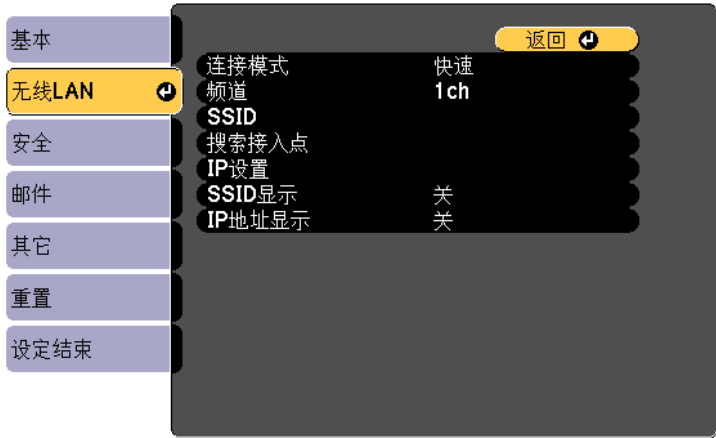 基本
无线LAN
安全
邮件
其它
重置
设定结束
返回
连接模式 快速
频道 1ch
SSID
搜索接入点
IP设置
SSID显示 关
IP地址显示 关